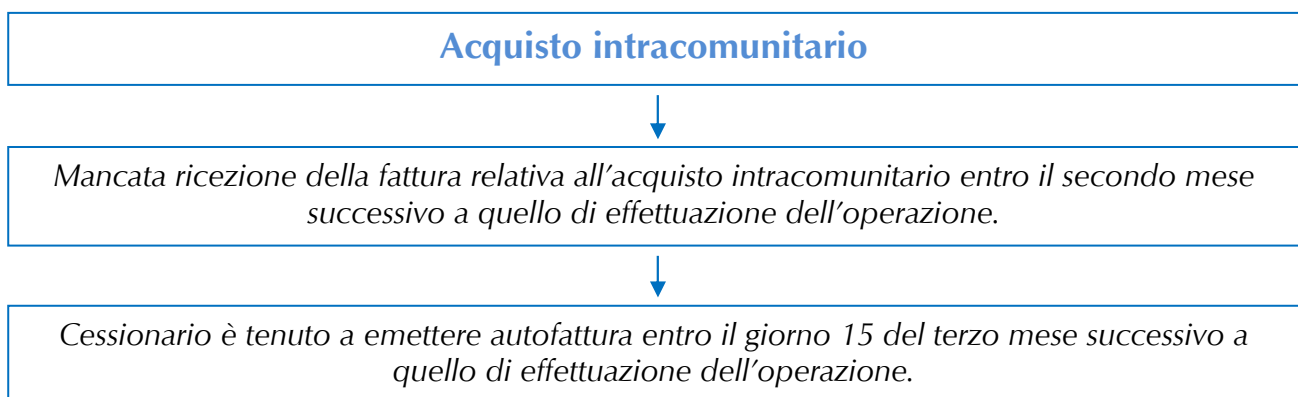 Acquisto intracomunitario
Mancata ricezione della fattura relativa all’acquisto intracomunitario entro il secondo mese
successivo a quello di effettuazione dell’operazione.
Cessionario è tenuto a emettere autofattura entro il giorno 15 del terzo mese successivo a
quello di effettuazione dell’operazione.